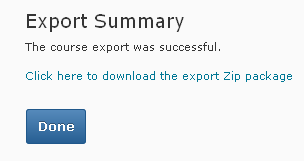 Export Summary
The course export was successful.
Click here to download the export Zip package
Done